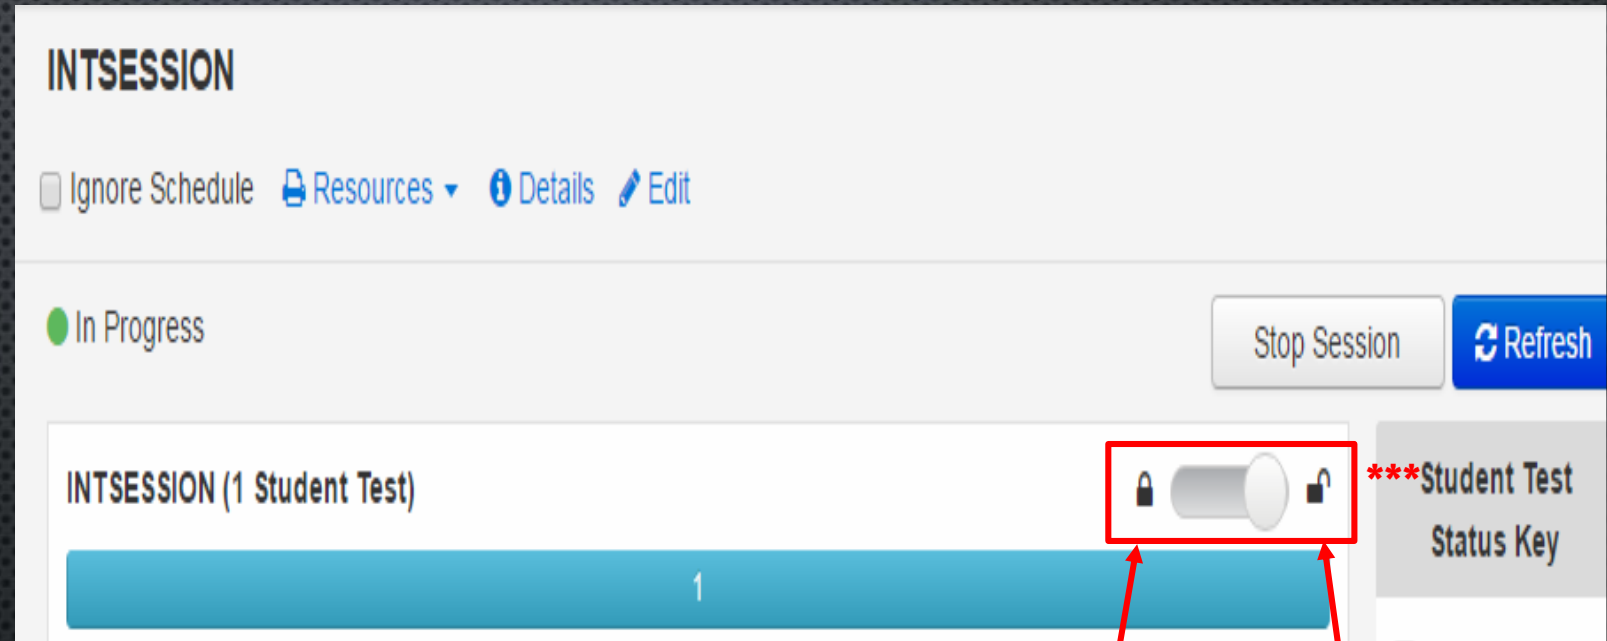 INTSESSION
Ignore Schedule Resources Details Edit
In Progress
Stop Session Refresh
INTSESSION (1 Student Test)
***Student Test
Status Key
1